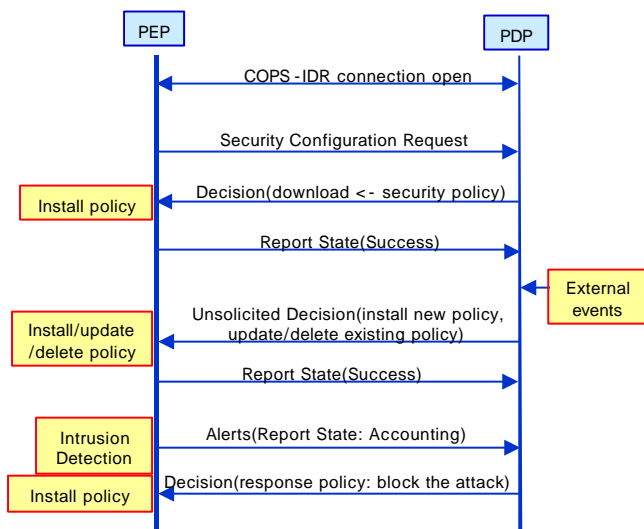 PEP
PDP
COPS -IDR connection open
Security Configuration Request
Decision(download < - security policy)
Install policy
Report State(Success)
External
events
Unsolicited Decision(install new policy,
update/delete existing policy)
Install/update
/delete policy
Report State(Success)
Intrusion
Detection
Alerts(Report State: Accounting)
Decision(response policy: block the attack)
Install policy